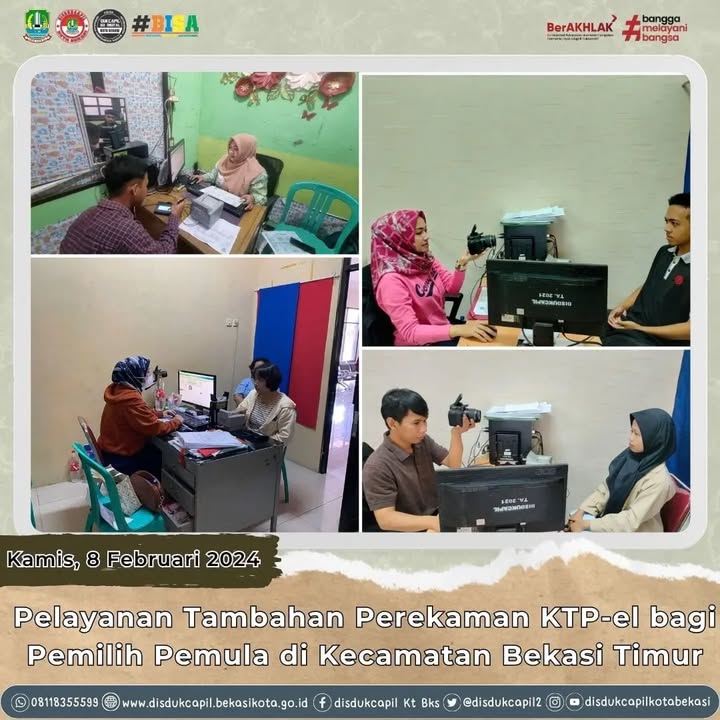 #BISA
BerAKHLAK
#bangga
melayani
bangsa
DISDUKCAPIL
TA. 2021
DISDUKCAPIL
TA. 2021
Kamis, 8 Februari 2024
Pelayanan Tambahan Perekaman KTP-el bagi
Pemilih Pemula di Kecamatan Bekasi Timur
08118355599 www.disdukcapil.bekasikota.go.id disdukcapil Kt Bks @disdukcapil2 disdukcapilkotabekasi